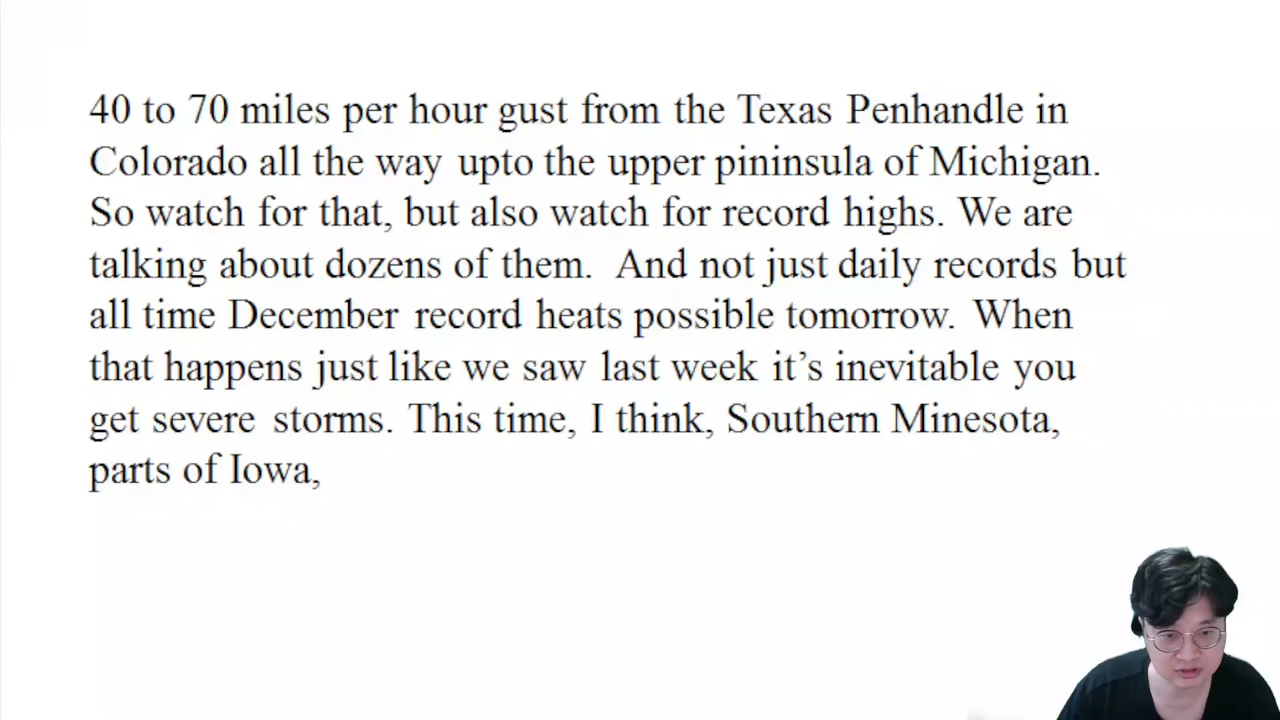 40 to 70 miles per hour gust from the Texas Penhandle in
Colorado all the way upto the upper pininsula of Michigan.
So watch for that, but also watch for record highs. We are
talking about dozens of them.  And not just daily records but
all time December record heats possible tomorrow. When
that happens just like we saw last week it’s inevitable you
get severe storms. This time, I think, Southern Minesota,
parts of Iowa,